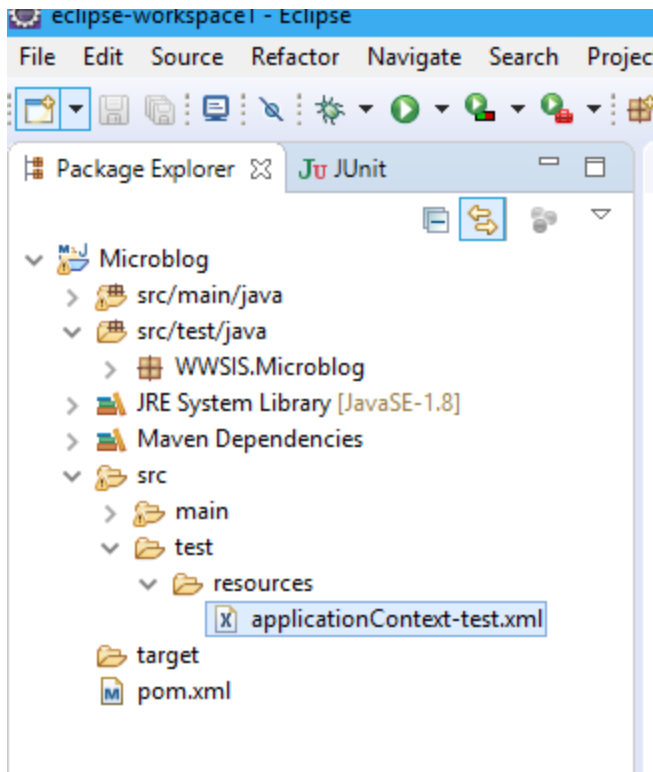 eclipse-workspace1 - Eclipse
File Edit Source Refactor Navigate Search Projec
Package Explorer JU JUnit
Microblog
src/main/java
src/test/java
WWSIS.Microblog
JRE System Library [JavaSE-1.8]
Maven Dependencies
src
main
test
resources
applicationContext-test.xml
target
pom.xml